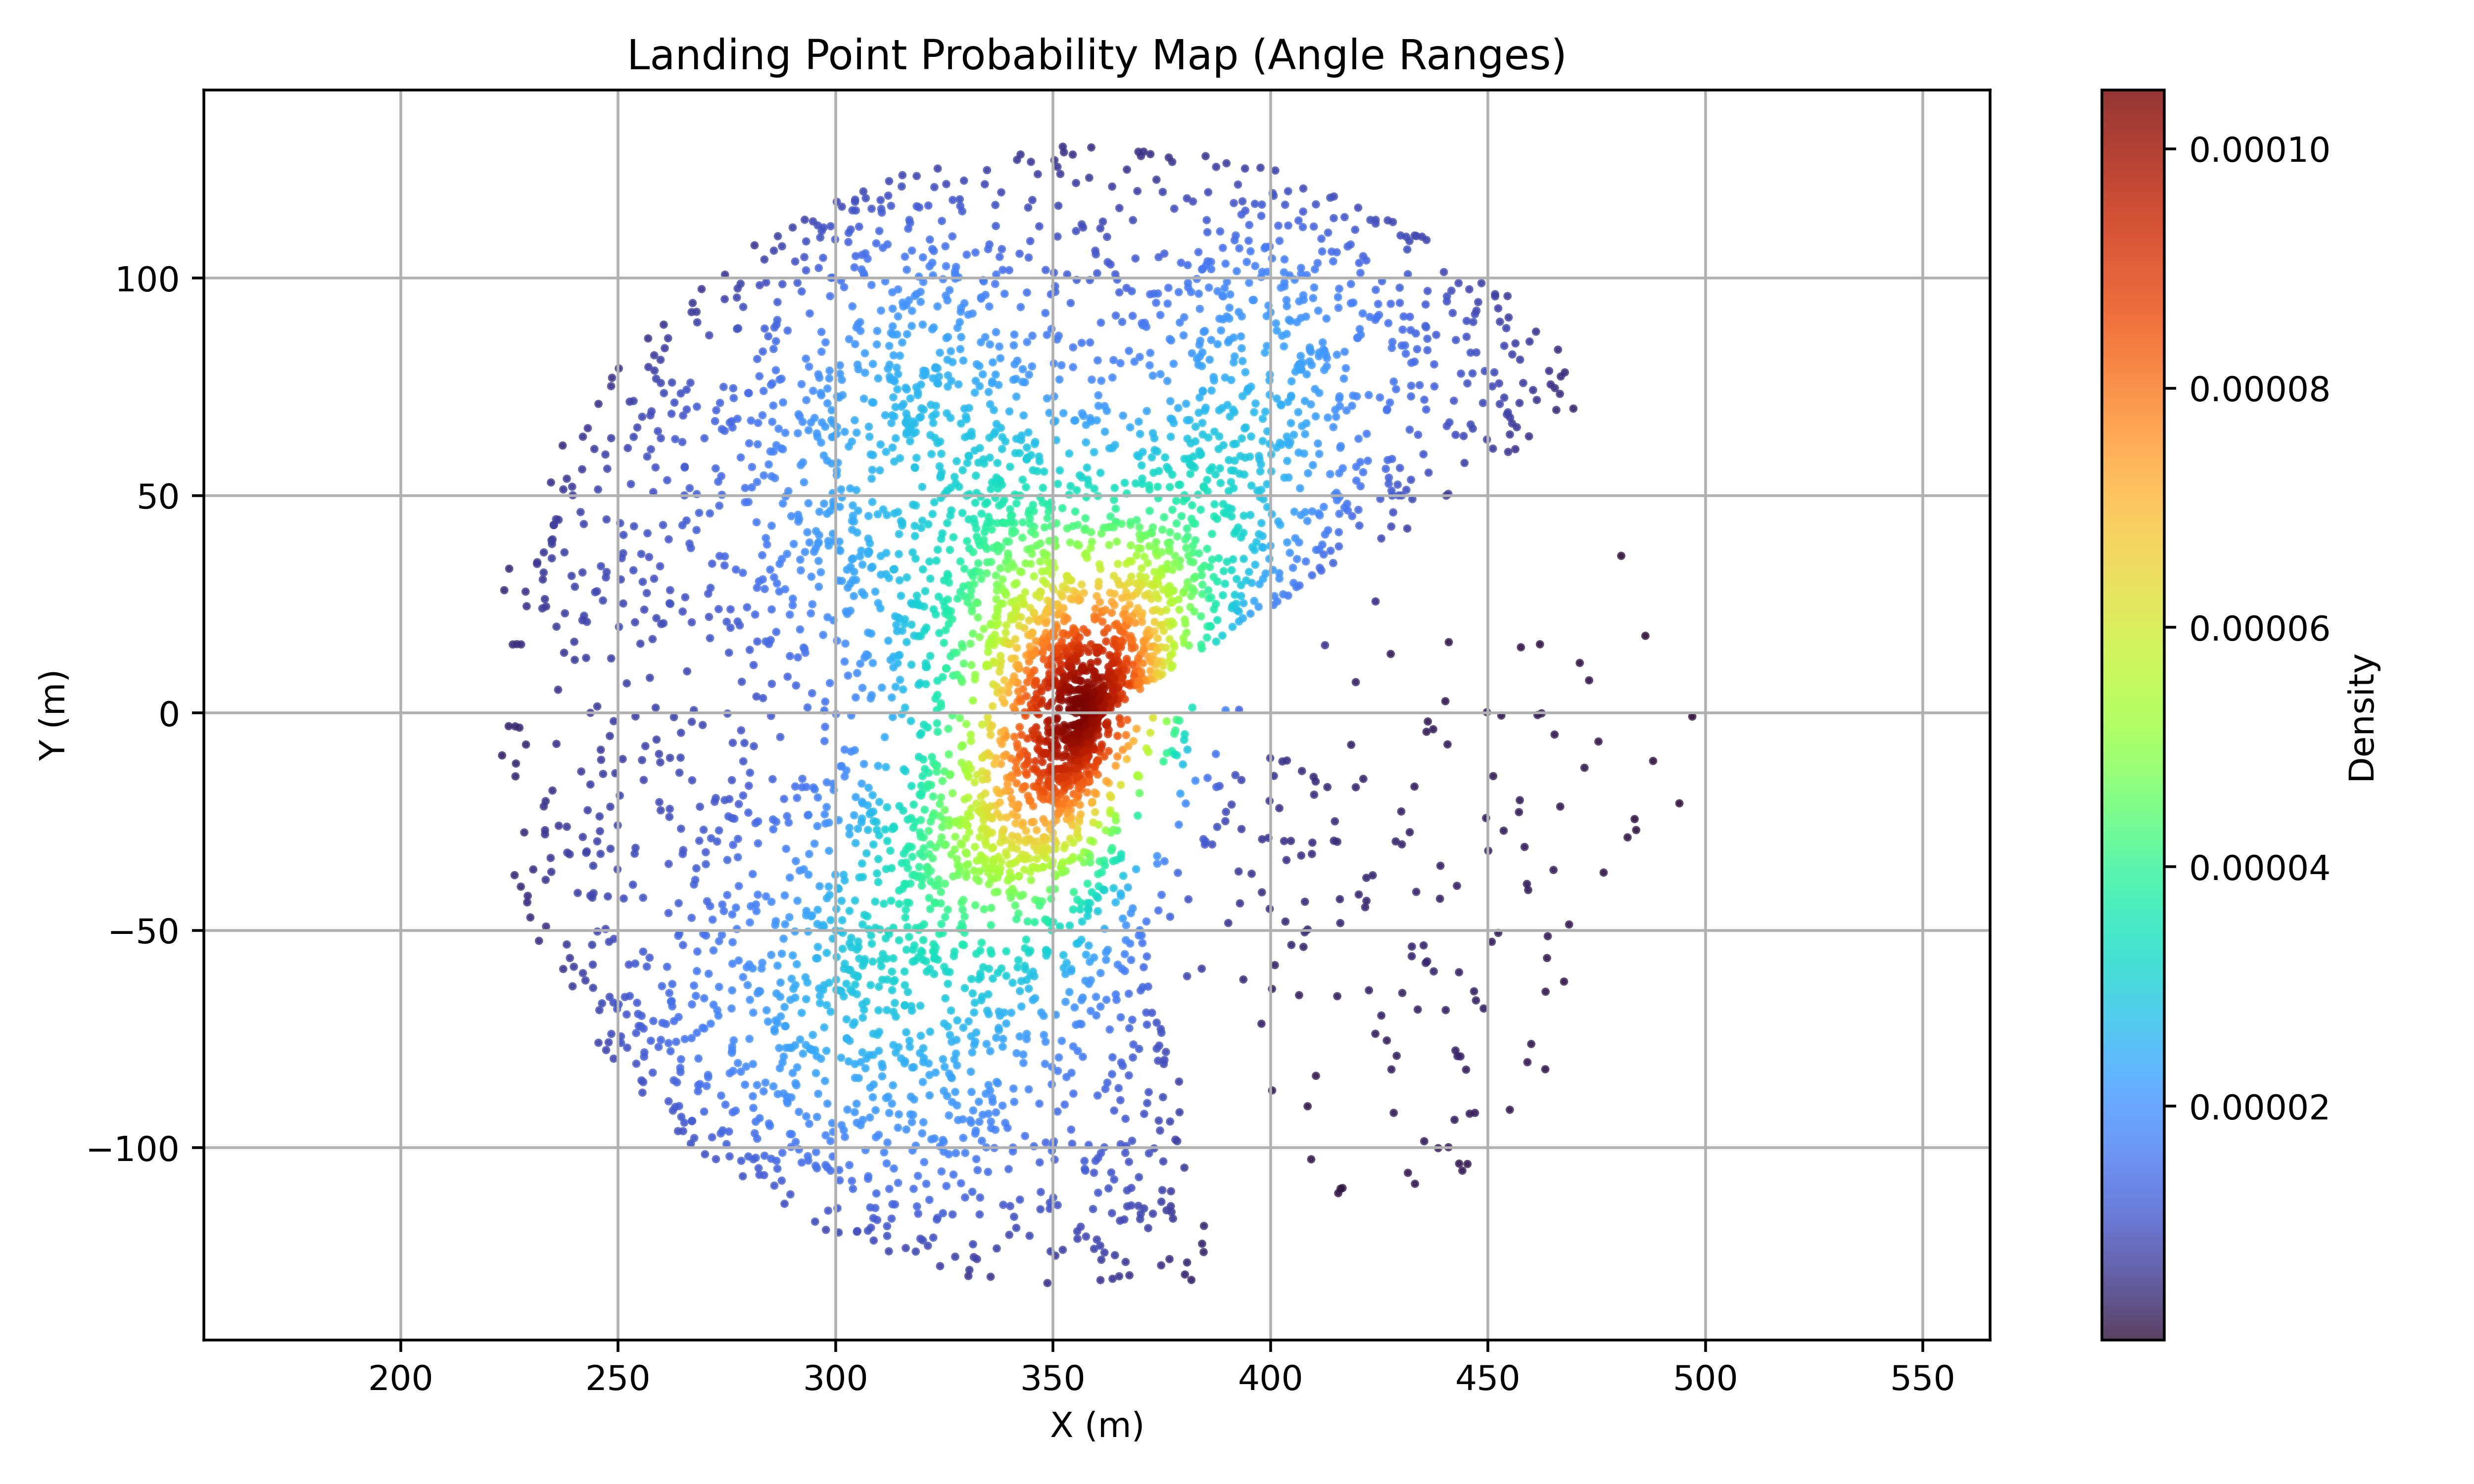 Landing Point Probability Map (Angle Ranges)
100
50
0
−50
−100
Y (m)
200 250 300 350 400 450 500 550
X (m)
0.00010
0.00008
0.00006
0.00004
0.00002
Density